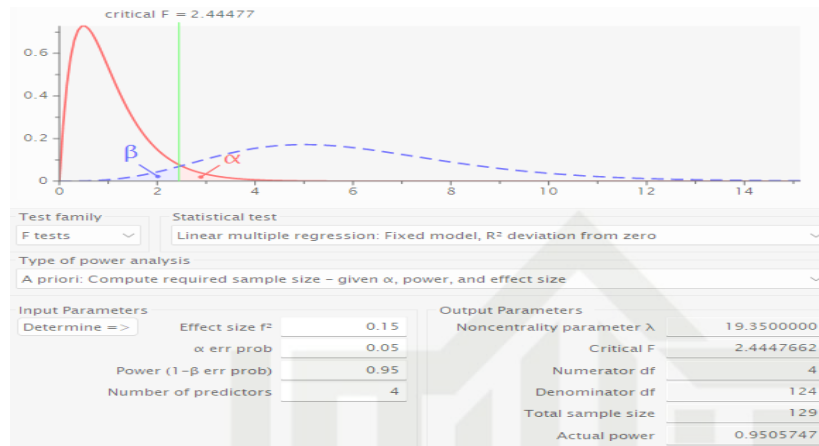 critical F = 2.44477
0.6
0.4
0.2
0
β
α
0 2 4 6 8 10 12 14
Test family
Statistical test
F tests
Linear multiple regression: Fixed model, R² deviation from zero
Type of power analysis
A priori: Compute required sample size – given α, power, and effect size
Input Parameters
Output Parameters
Determine =>
Effect size f² 0.15
Noncentrality parameter λ 19.3500000
α err prob 0.05
Critical F 2.4447662
Power (1-β err prob) 0.95
Numerator df 4
Number of predictors 4
Denominator df 124
Total sample size 129
Actual power 0.9505747